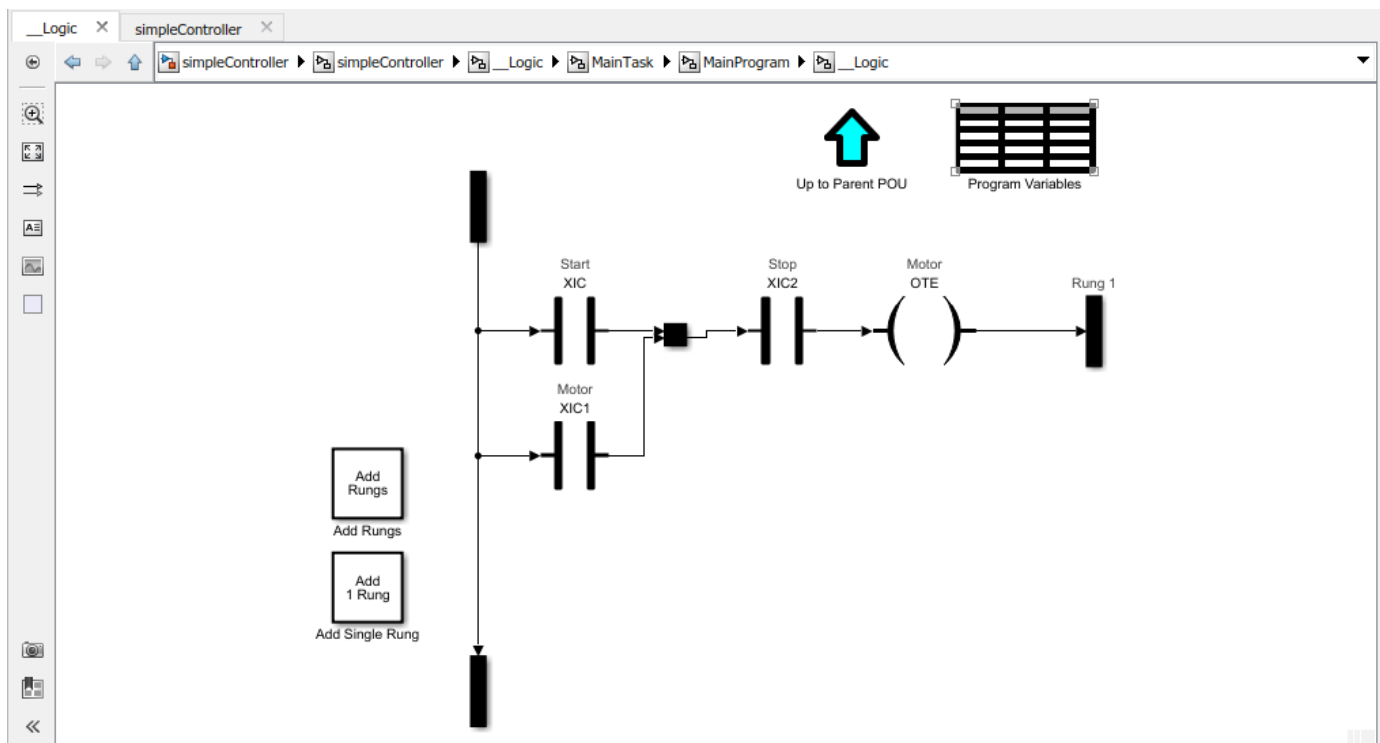 __Logic
simpleController
simpleController simpleController __Logic MainTask MainProgram __Logic
Up to Parent POU
Program Variables
Start
XIC
Stop
XIC2
Motor
OTE
Rung 1
Motor
XIC1
Add
Rungs
Add Rungs
Add
1 Rung
Add Single Rung